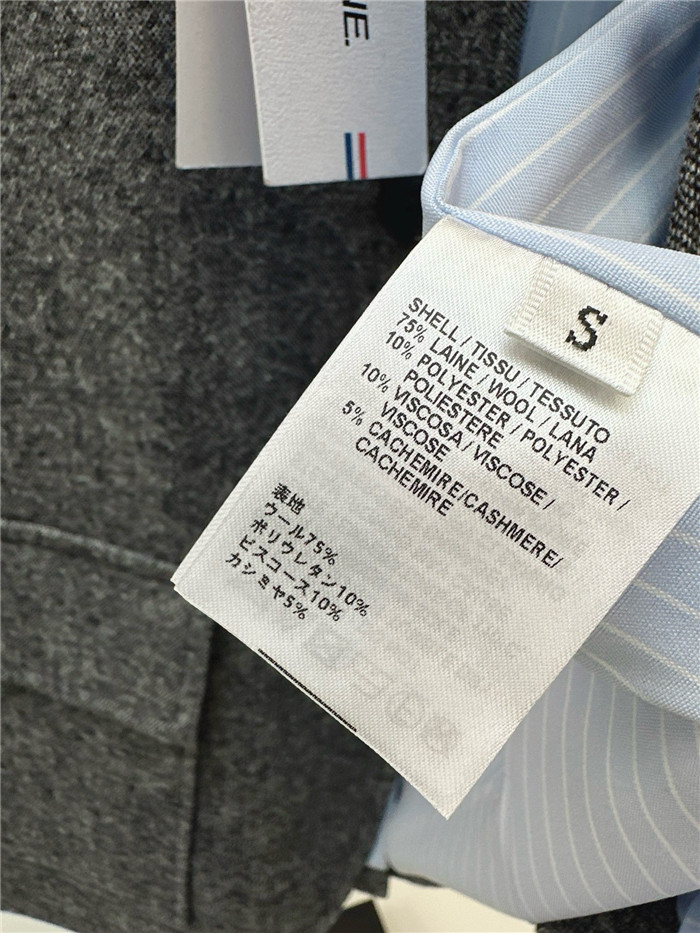 NE.
S
SHELL / TISSU / TESSUTO
75% LAINE / WOOL / LANA
10% POLYESTER / POLYESTER /
POLIESTERE
10% VISCOSA / VISCOSE /
VISCOSE
5% CACHEMIRE/CASHMERE/
CACHEMIRE
表地
ウール75%
ポリウレタン10%
ビスコース10%
カシミヤ5%